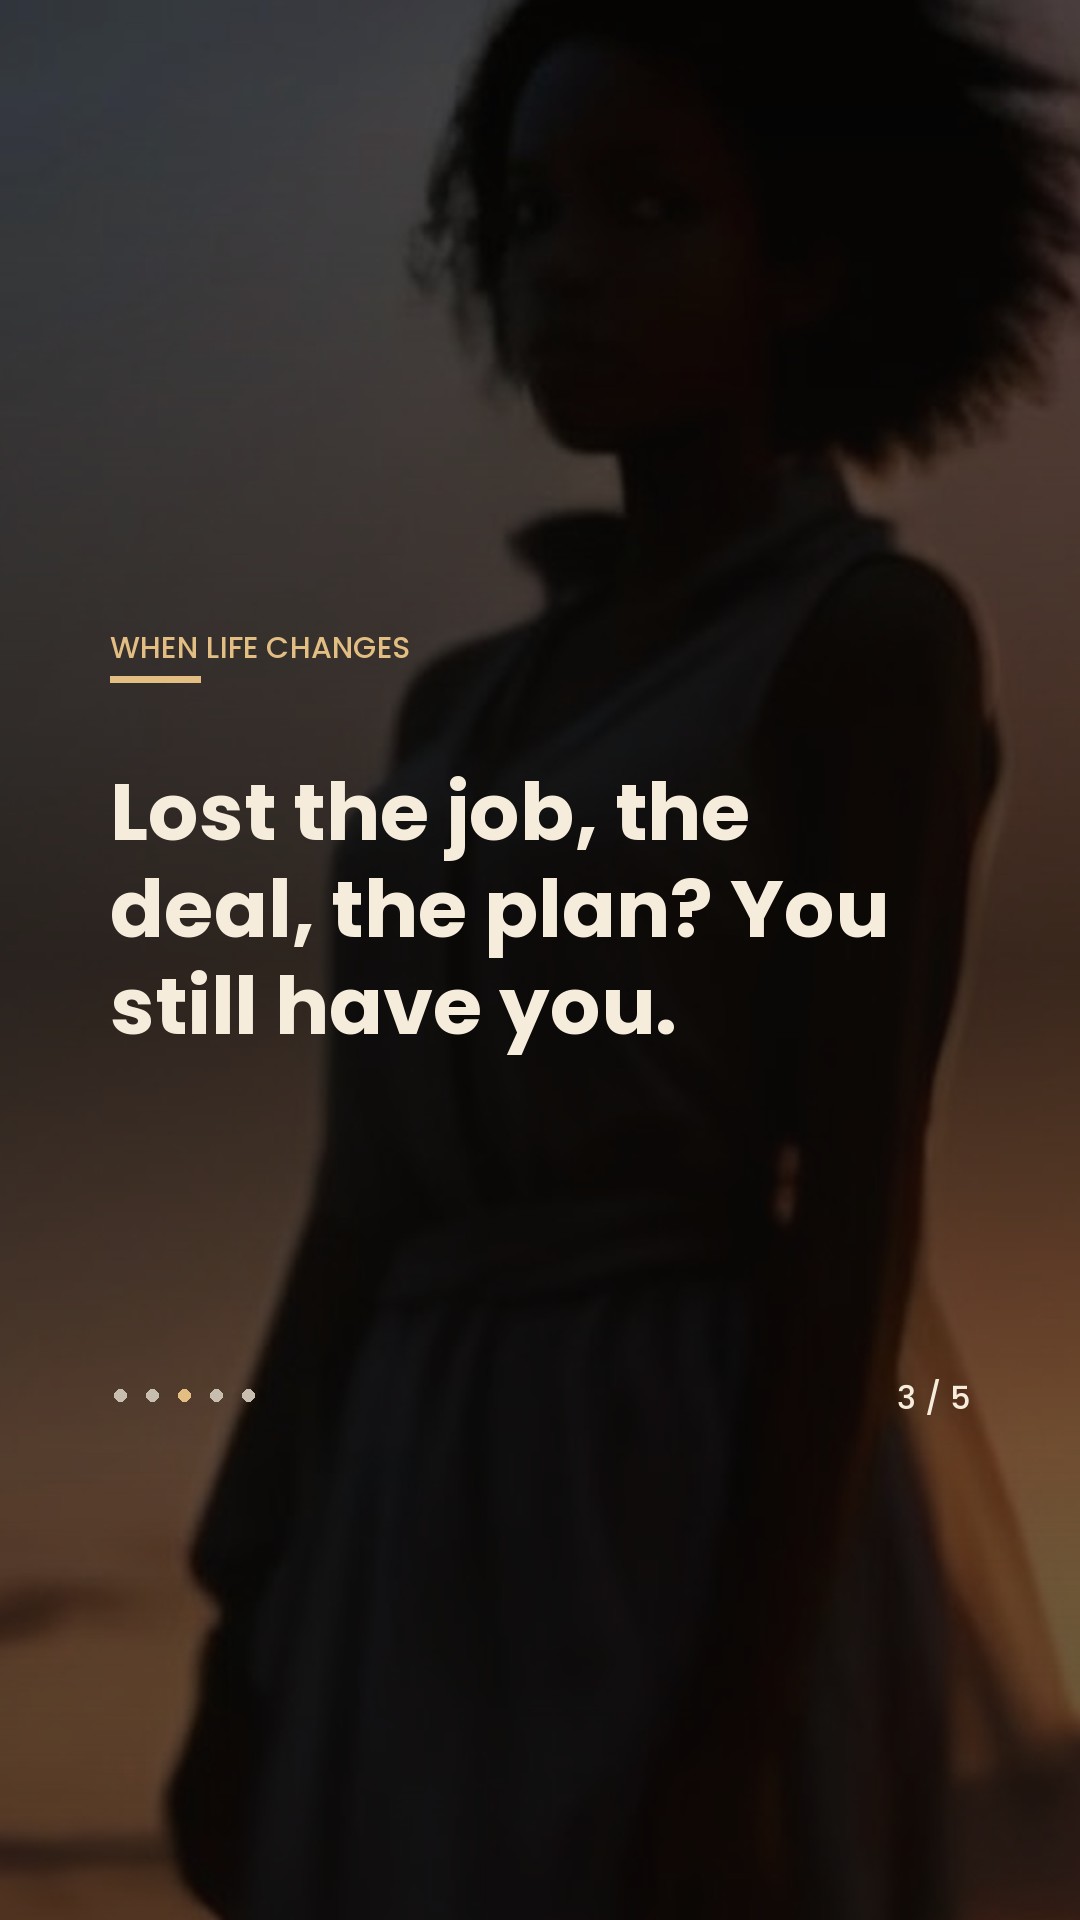 WHEN LIFE CHANGES
Lost the job, the
deal, the plan? You
still have you.
3 / 5